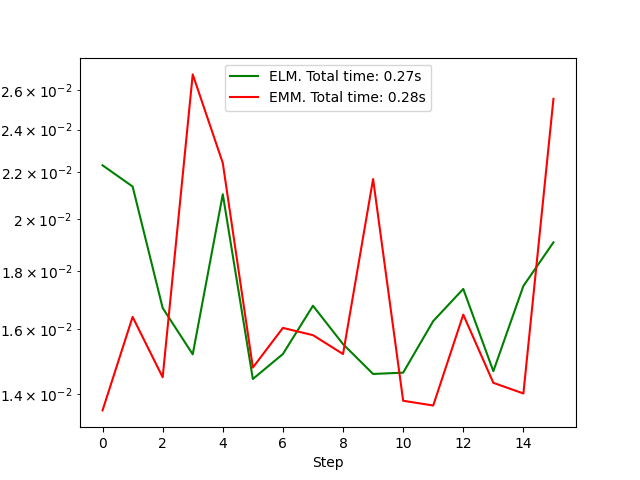 ELM. Total time: 0.27s
EMM. Total time: 0.28s
2.6 × 10⁻²
2.4 × 10⁻²
2.2 × 10⁻²
2 × 10⁻²
1.8 × 10⁻²
1.6 × 10⁻²
1.4 × 10⁻²
0 2 4 6 8 10 12 14
Step